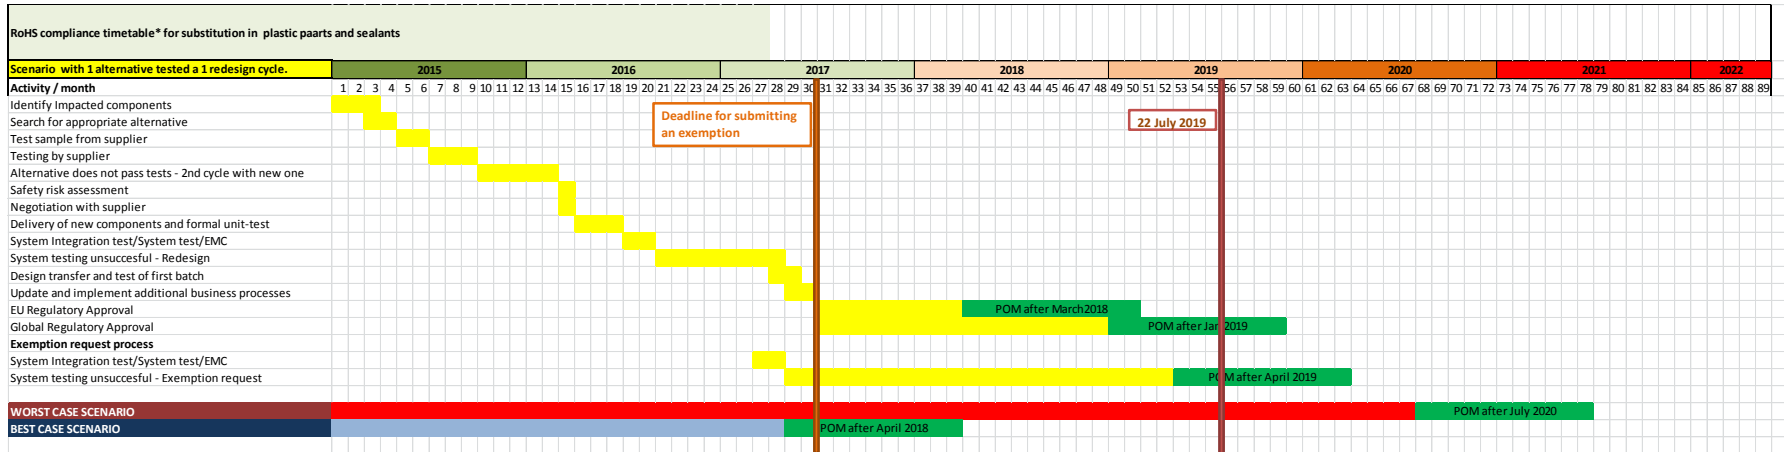 RoHS compliance timetable* for substitution in plastic paarts and sealants
Scenario with 1 alternative tested a 1 redesign cycle. 2015 2016 2017 2018 2019 2020 2021 2022
Activity / month 1 2 3 4 5 6 7 8 9 10 11 12 13 14 15 16 17 18 19 20 21 22 23 24 25 26 27 28 29 30 31 32 33 34 35 36 37 38 39 40 41 42 43 44 45 46 47 48 49 50 51 52 53 54 55 56 57 58 59 60 61 62 63 64 65 66 67 68 69 70 71 72 73 74 75 76 77 78 79 80 81 82 83 84 85 86 87 88 89
Identify Impacted components
Search for appropriate alternative
Deadline for submitting
an exemption
22 July 2019
Test sample from supplier
Testing by supplier
Alternative does not pass tests - 2nd cycle with new one
Safety risk assessment
Negotiation with supplier
Delivery of new components and formal unit-test
System Integration test/System test/EMC
System testing unsuccesful - Redesign
Design transfer and test of first batch
Update and implement additional business processes
EU Regulatory Approval POM after March2018
Global Regulatory Approval POM after Jan 2019
Exemption request process
System Integration test/System test/EMC
System testing unsuccesful - Exemption request POM after April 2019
WORST CASE SCENARIO POM after July 2020
BEST CASE SCENARIO POM after April 2018